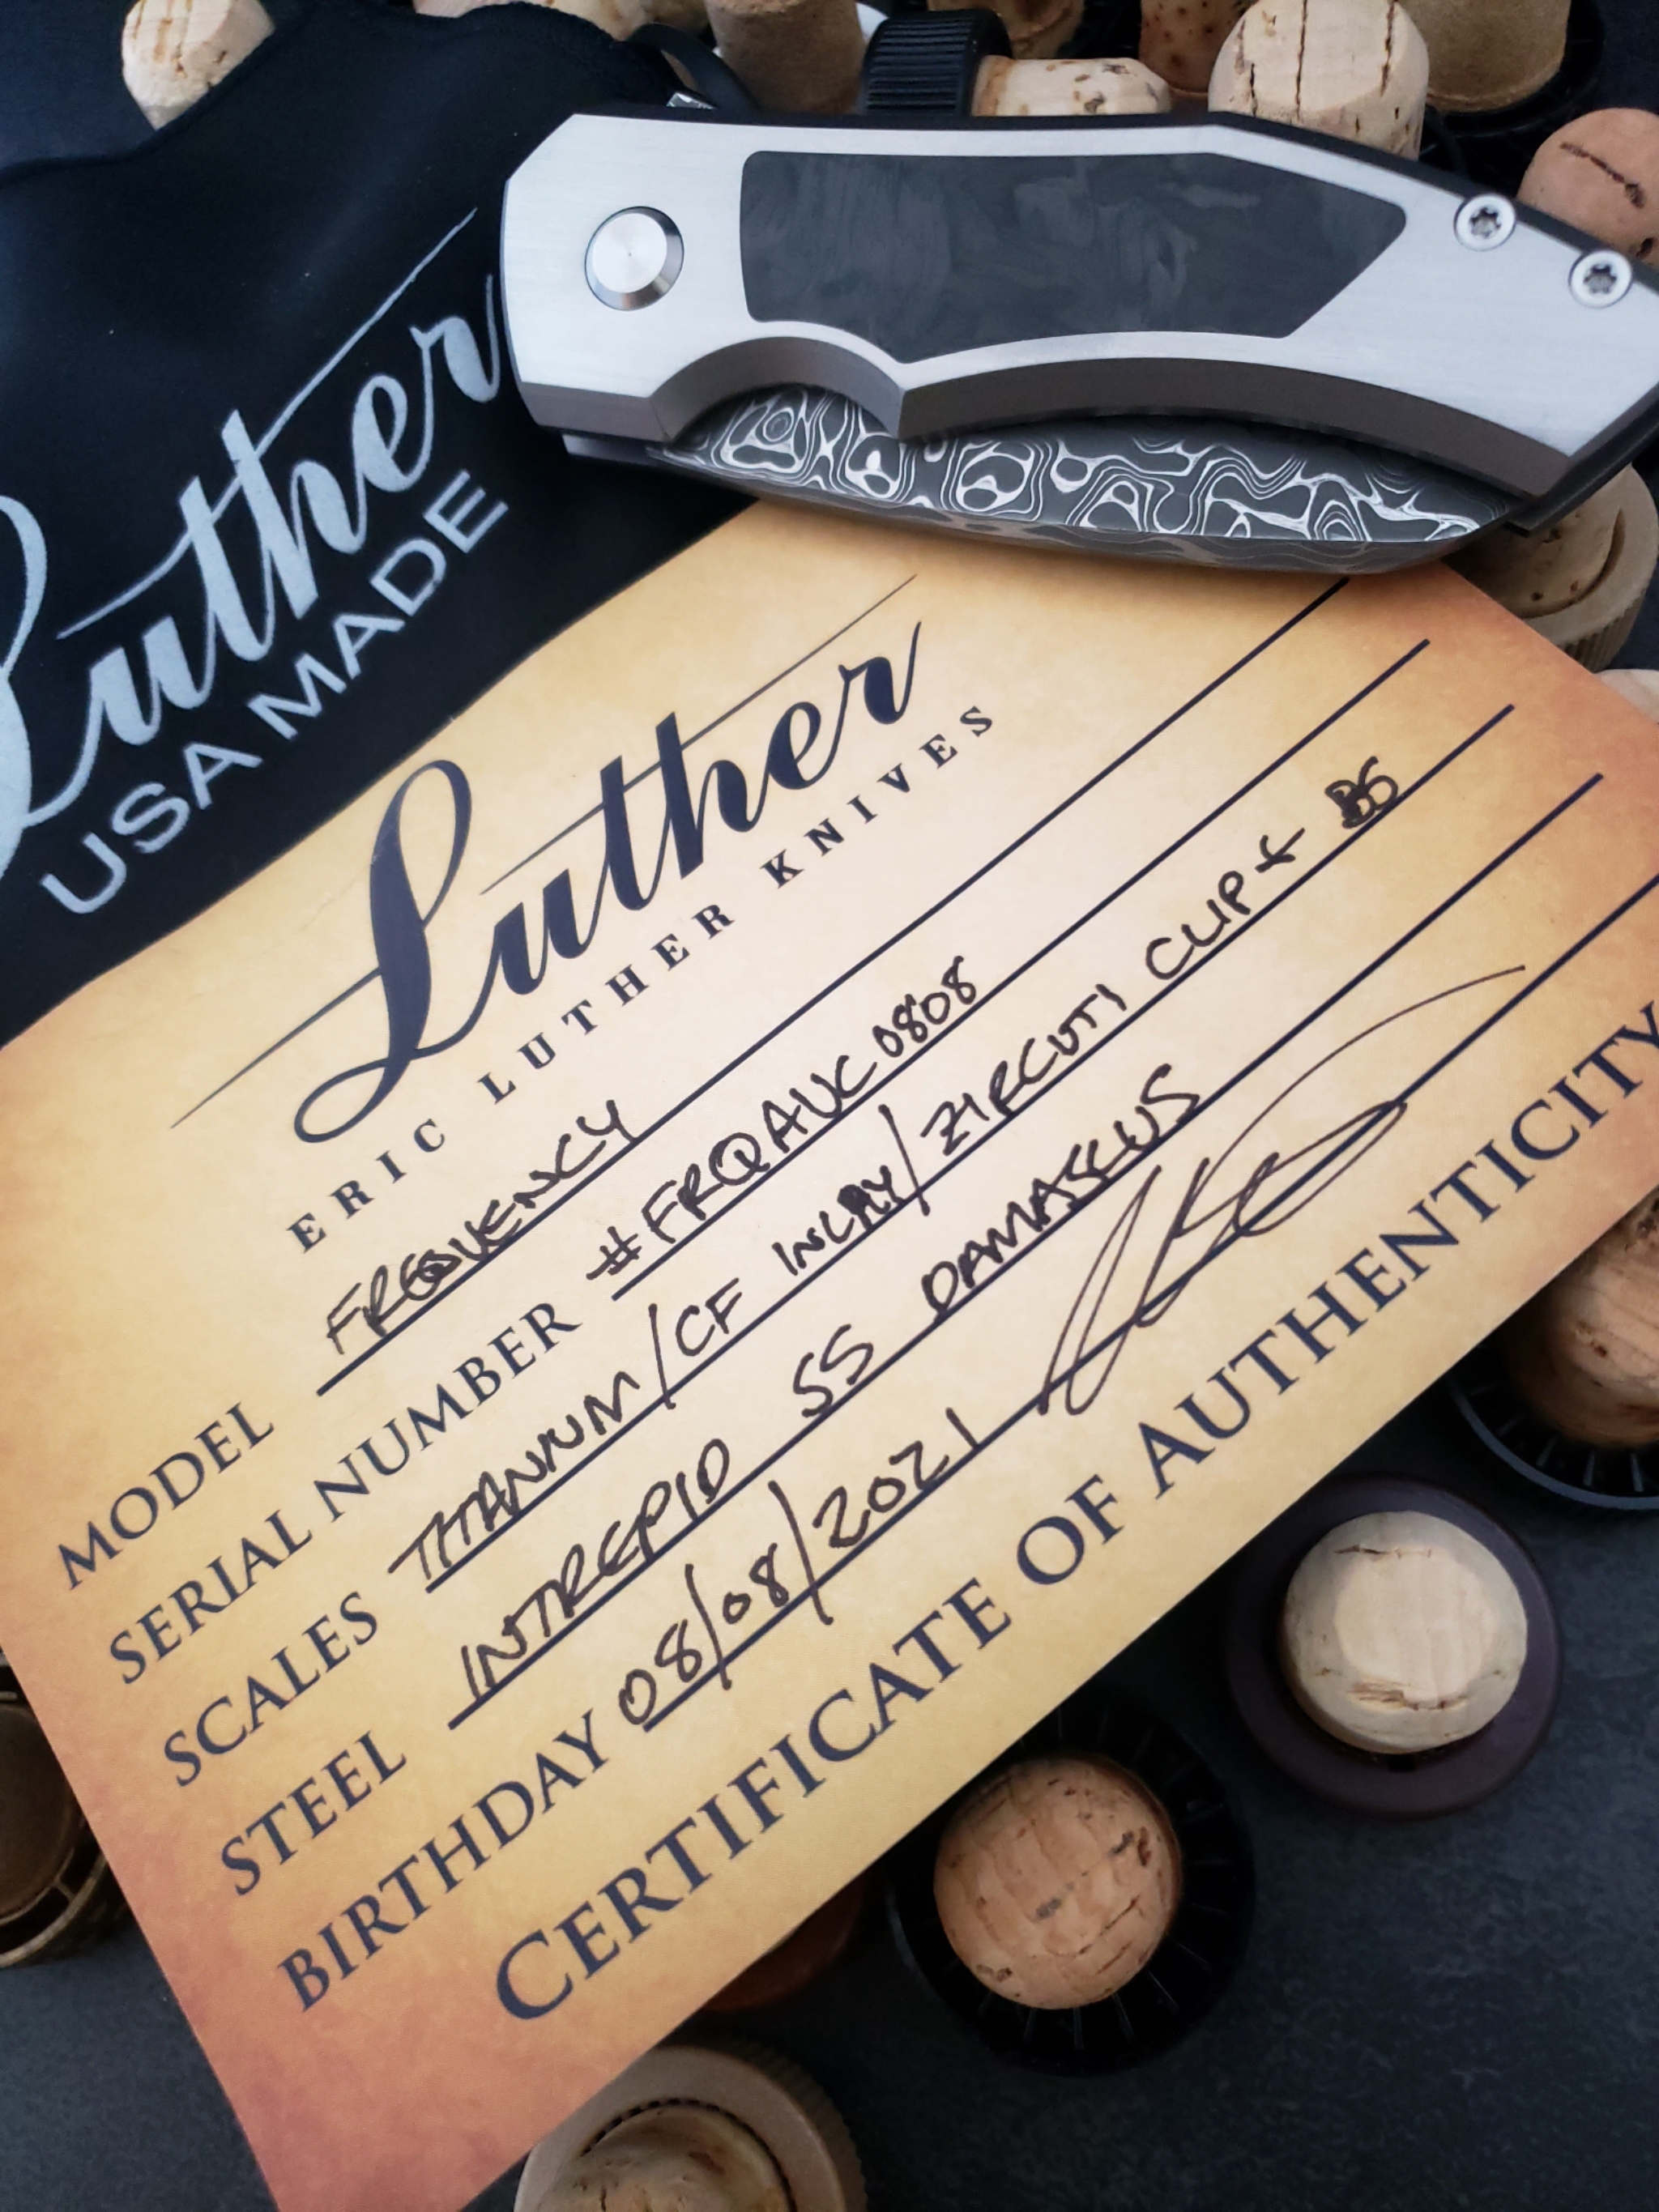 Luther
USA MADE
Luther
ERIC LUTHER KNIVES
MODEL FREQUENCY
SERIAL NUMBER #FRQAUC0808
SCALES TITANIUM/CF INLAY/ZIRCUTI CLIP + BS
STEEL INTREPID SS DAMASCUS
BIRTHDAY 08/08/2021
CERTIFICATE OF AUTHENTICITY